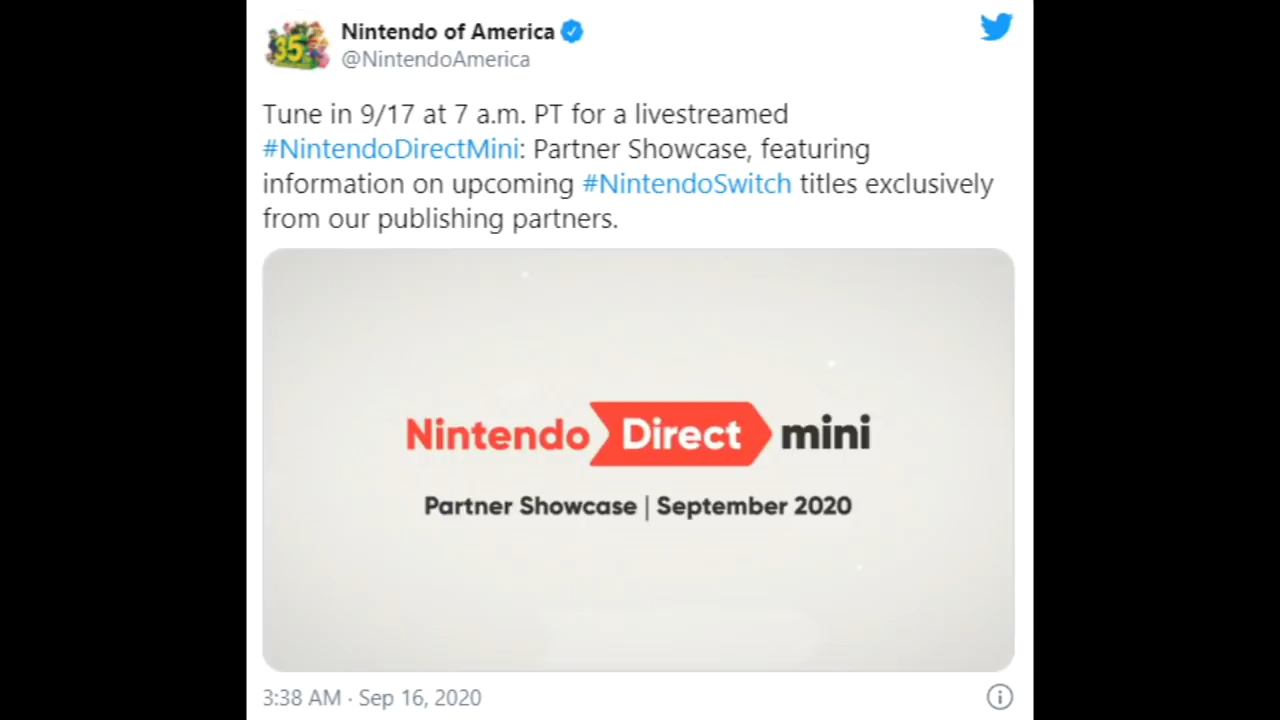 35
Nintendo of America
@NintendoAmerica
Tune in 9/17 at 7 a.m. PT for a livestreamed
#NintendoDirectMini: Partner Showcase, featuring
information on upcoming #NintendoSwitch titles exclusively
from our publishing partners.
Nintendo Direct mini
Partner Showcase | September 2020
3:38 AM · Sep 16, 2020